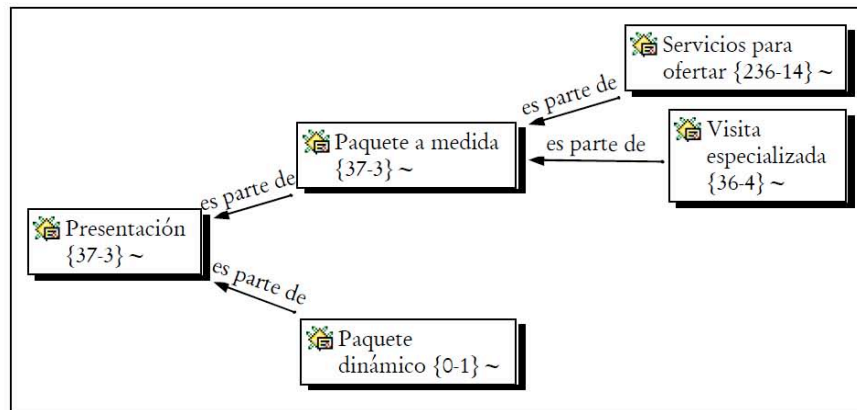 Servicios para
ofertar {236-14} ~
es parte de
Paquete a medida
{37-3} ~
es parte de
Visita
especializada
{36-4} ~
es parte de
Presentación
{37-3} ~
es parte de
Paquete
dinámico {0-1} ~